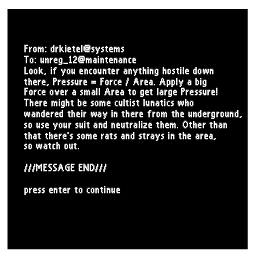 From: drkietel@systems
To: unreg_12@maintenance
Look, if you encounter anything hostile down
there, Pressure = Force / Area. Apply a big
Force over a small Area to get large Pressure!
There might be some cultist lunatics who
wandered their way in there from the underground,
so use your suit and neutralize them. Other than
that there's some rats and strays in the area,
so watch out.
///MESSAGE END///
press enter to continue